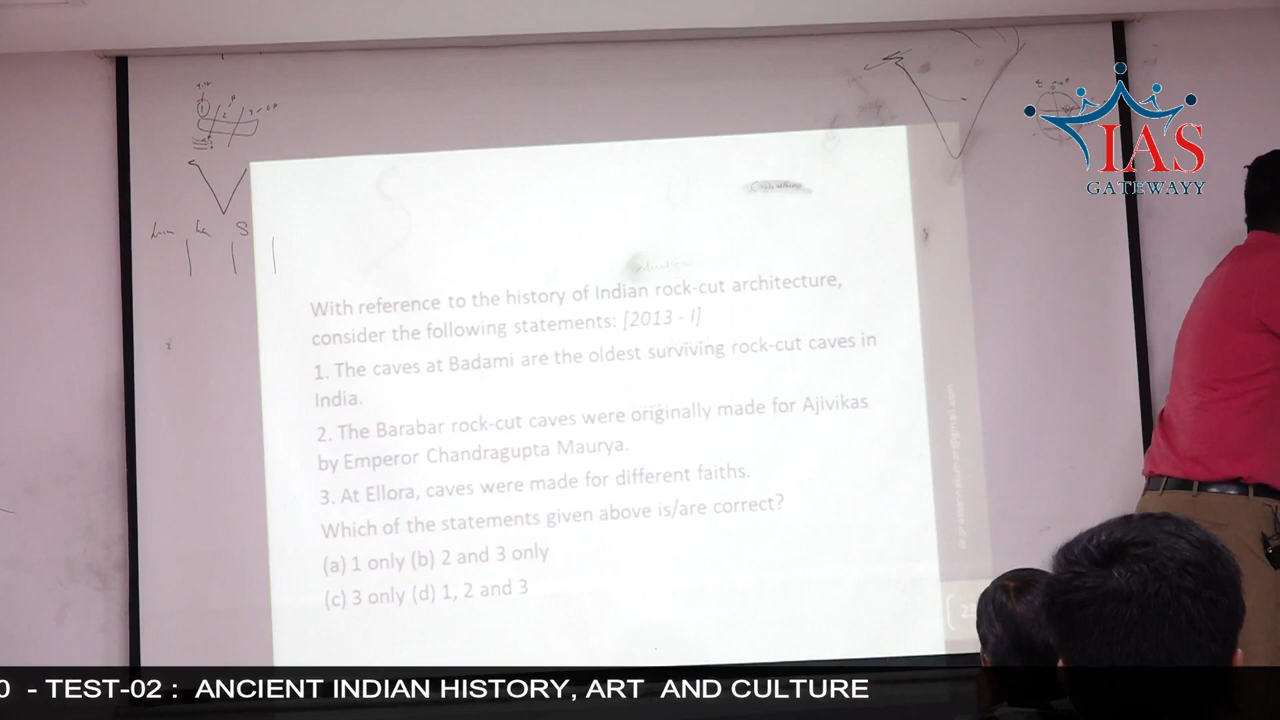 IAS
GATEWAYY
With reference to the history of Indian rock-cut architecture,
consider the following statements: [2013 - I]
1. The caves at Badami are the oldest surviving rock-cut caves in
India.
2. The Barabar rock-cut caves were originally made for Ajivikas
by Emperor Chandragupta Maurya.
3. At Ellora, caves were made for different faiths.
Which of the statements given above is/are correct?
(a) 1 only (b) 2 and 3 only
(c) 3 only (d) 1, 2 and 3
0 - TEST-02 : ANCIENT INDIAN HISTORY, ART AND CULTURE